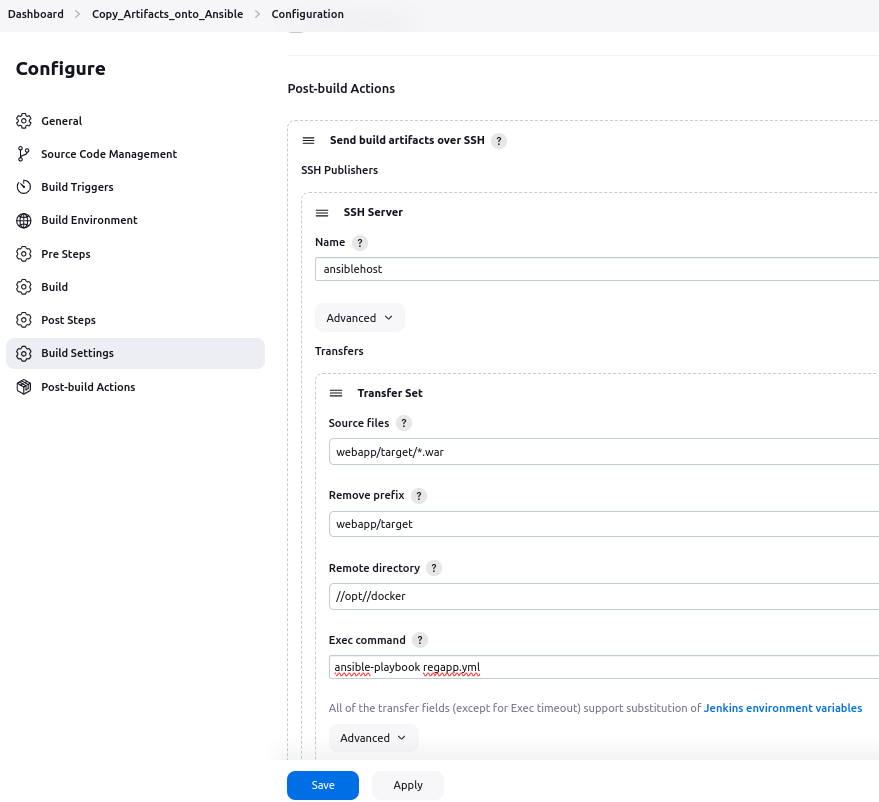 Dashboard > Copy_Artifacts_onto_Ansible > Configuration
Configure
General
Source Code Management
Build Triggers
Build Environment
Pre Steps
Build
Post Steps
Build Settings
Post-build Actions
Post-build Actions
Send build artifacts over SSH ?
SSH Publishers
SSH Server
Name ?
ansiblehost
Advanced
Transfers
Transfer Set
Source files ?
webapp/target/*.war
Remove prefix ?
webapp/target
Remote directory ?
//opt//docker
Exec command ?
ansible-playbook regapp.yml
All of the transfer fields (except for Exec timeout) support substitution of Jenkins environment variables
Advanced
Save Apply